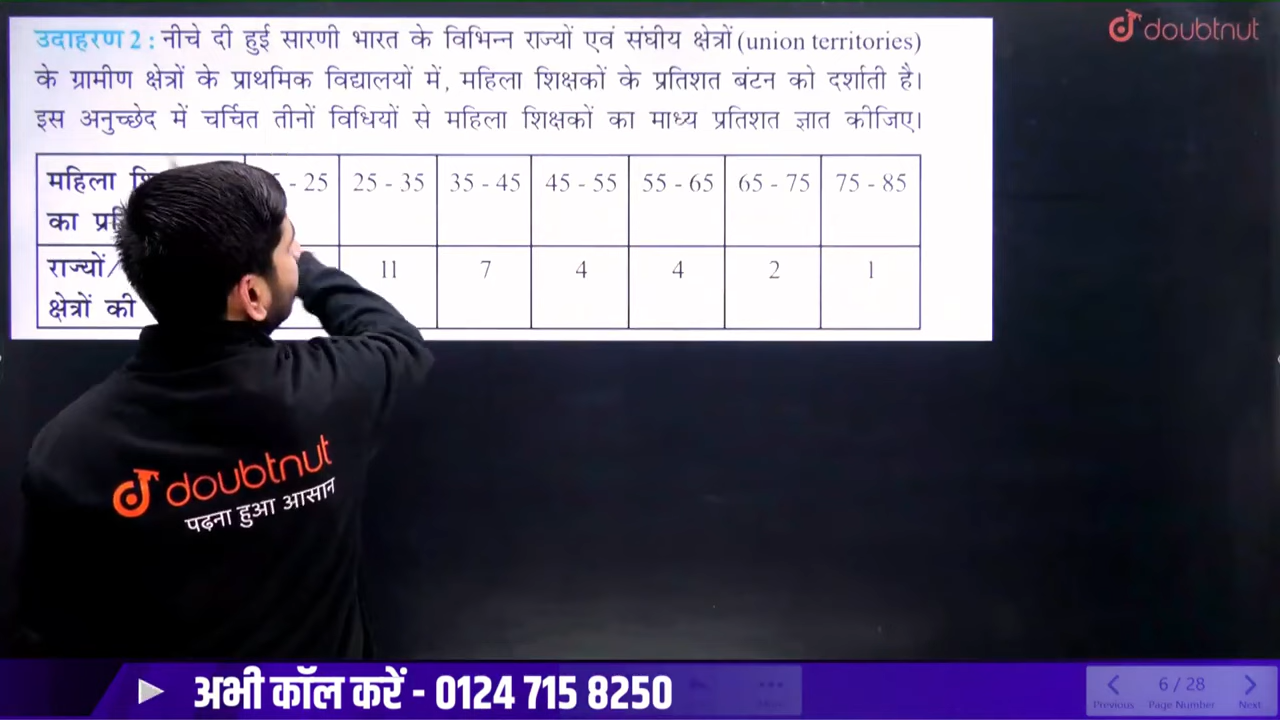 उदाहरण 2 : नीचे दी हुई सारणी भारत के विभिन्न राज्यों एवं संघीय क्षेत्रों (union territories)
के ग्रामीण क्षेत्रों के प्राथमिक विद्यालयों में, महिला शिक्षकों के प्रतिशत बंटन को दर्शाती है।
इस अनुच्छेद में चर्चित तीनों विधियों से महिला शिक्षकों का माध्य प्रतिशत ज्ञात कीजिए।
महिला - 25 25 - 35 35 - 45 45 - 55 55 - 65 65 - 75 75 - 85
का
राज्यों/ 11 7 4 4 2 1
क्षेत्रों की
doubtnut
doubtnut
पढ़ना हुआ आसान
अभी कॉल करें - 0124 715 8250
6 / 28
Previous Page Number Next